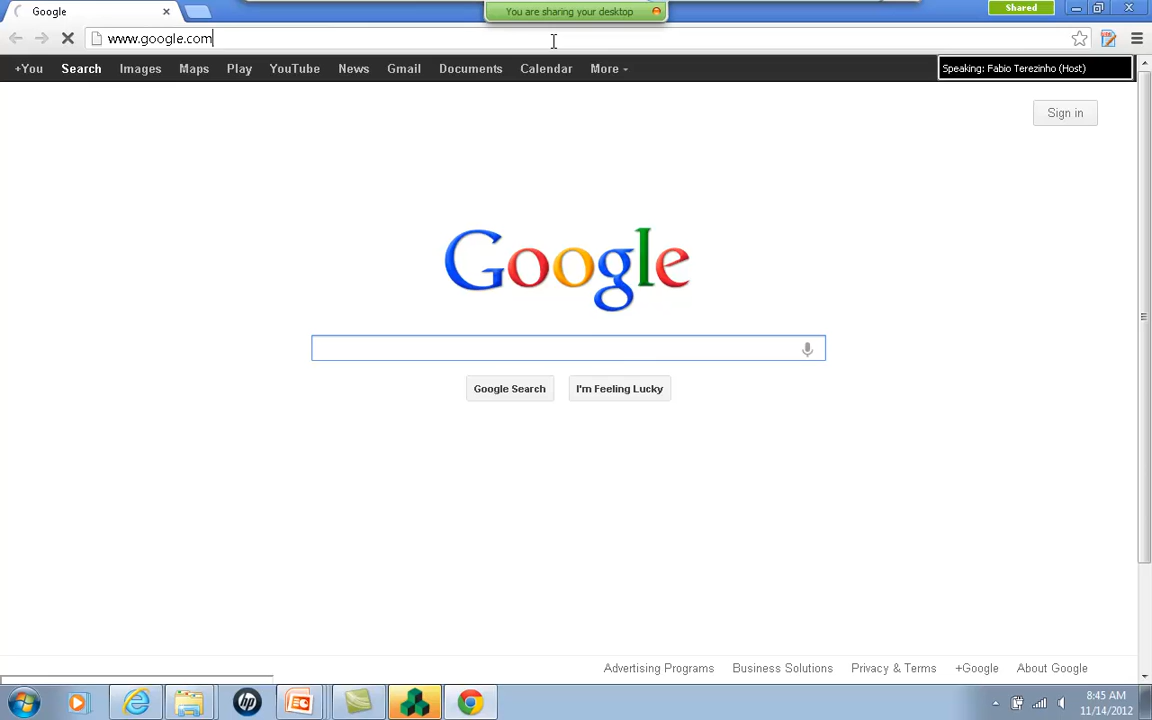 Google
You are sharing your desktop
Shared
www.google.com
+You Search Images Maps Play YouTube News Gmail Documents Calendar More
Speaking: Fabio Terezinho (Host)
Sign in
Google
Google Search I'm Feeling Lucky
Advertising Programs Business Solutions Privacy & Terms +Google About Google
hp
8:45 AM
11/14/2012